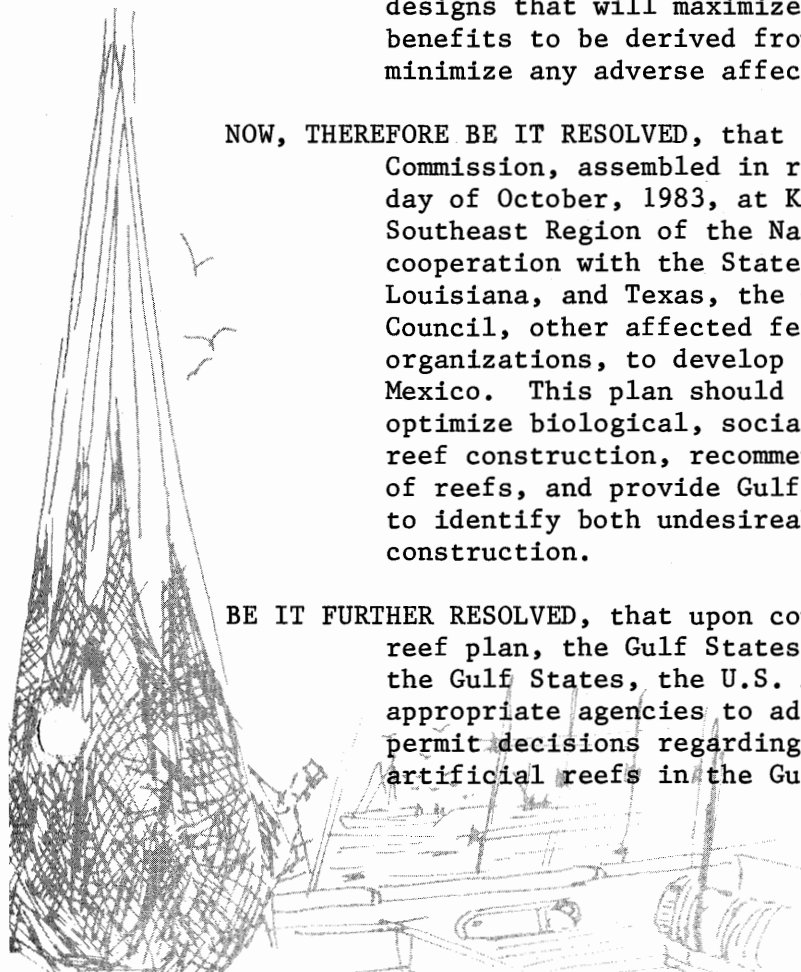 designs that will maximize
benefits to be derived fro
minimize any adverse affec
NOW, THEREFORE BE IT RESOLVED, that
Commission, assembled in r
day of October, 1983, at K
Southeast Region of the Na
cooperation with the State
Louisiana, and Texas, the
Council, other affected fe
organizations, to develop
Mexico. This plan should
optimize biological, socia
reef construction, recomme
of reefs, and provide Gulf
to identify both undesirea
construction.
BE IT FURTHER RESOLVED, that upon co
reef plan, the Gulf States
the Gulf States, the U.S.
appropriate agencies to ad
permit decisions regarding
artificial reefs in the Gu